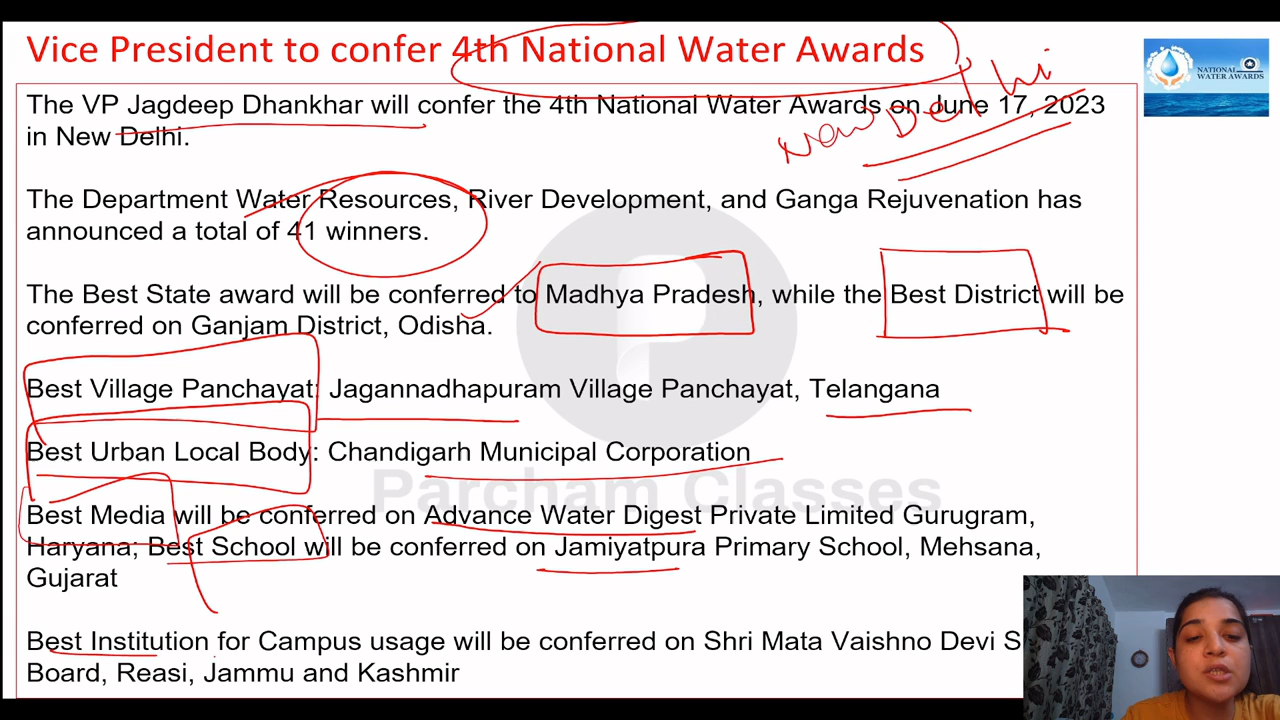 Vice President to confer 4th National Water Awards
NATIONAL
WATER AWARDS
The VP Jagdeep Dhankhar will confer the 4th National Water Awards on June 17, 2023
in New Delhi.
New Delhi
The Department Water Resources, River Development, and Ganga Rejuvenation has
announced a total of 41 winners.
The Best State award will be conferred to Madhya Pradesh, while the Best District will be
conferred on Ganjam District, Odisha.
Best Village Panchayat: Jagannadhapuram Village Panchayat, Telangana
Best Urban Local Body: Chandigarh Municipal Corporation
Parcham Classes
Best Media will be conferred on Advance Water Digest Private Limited Gurugram,
Haryana; Best School will be conferred on Jamiyatpura Primary School, Mehsana,
Gujarat
Best Institution for Campus usage will be conferred on Shri Mata Vaishno Devi S
Board, Reasi, Jammu and Kashmir